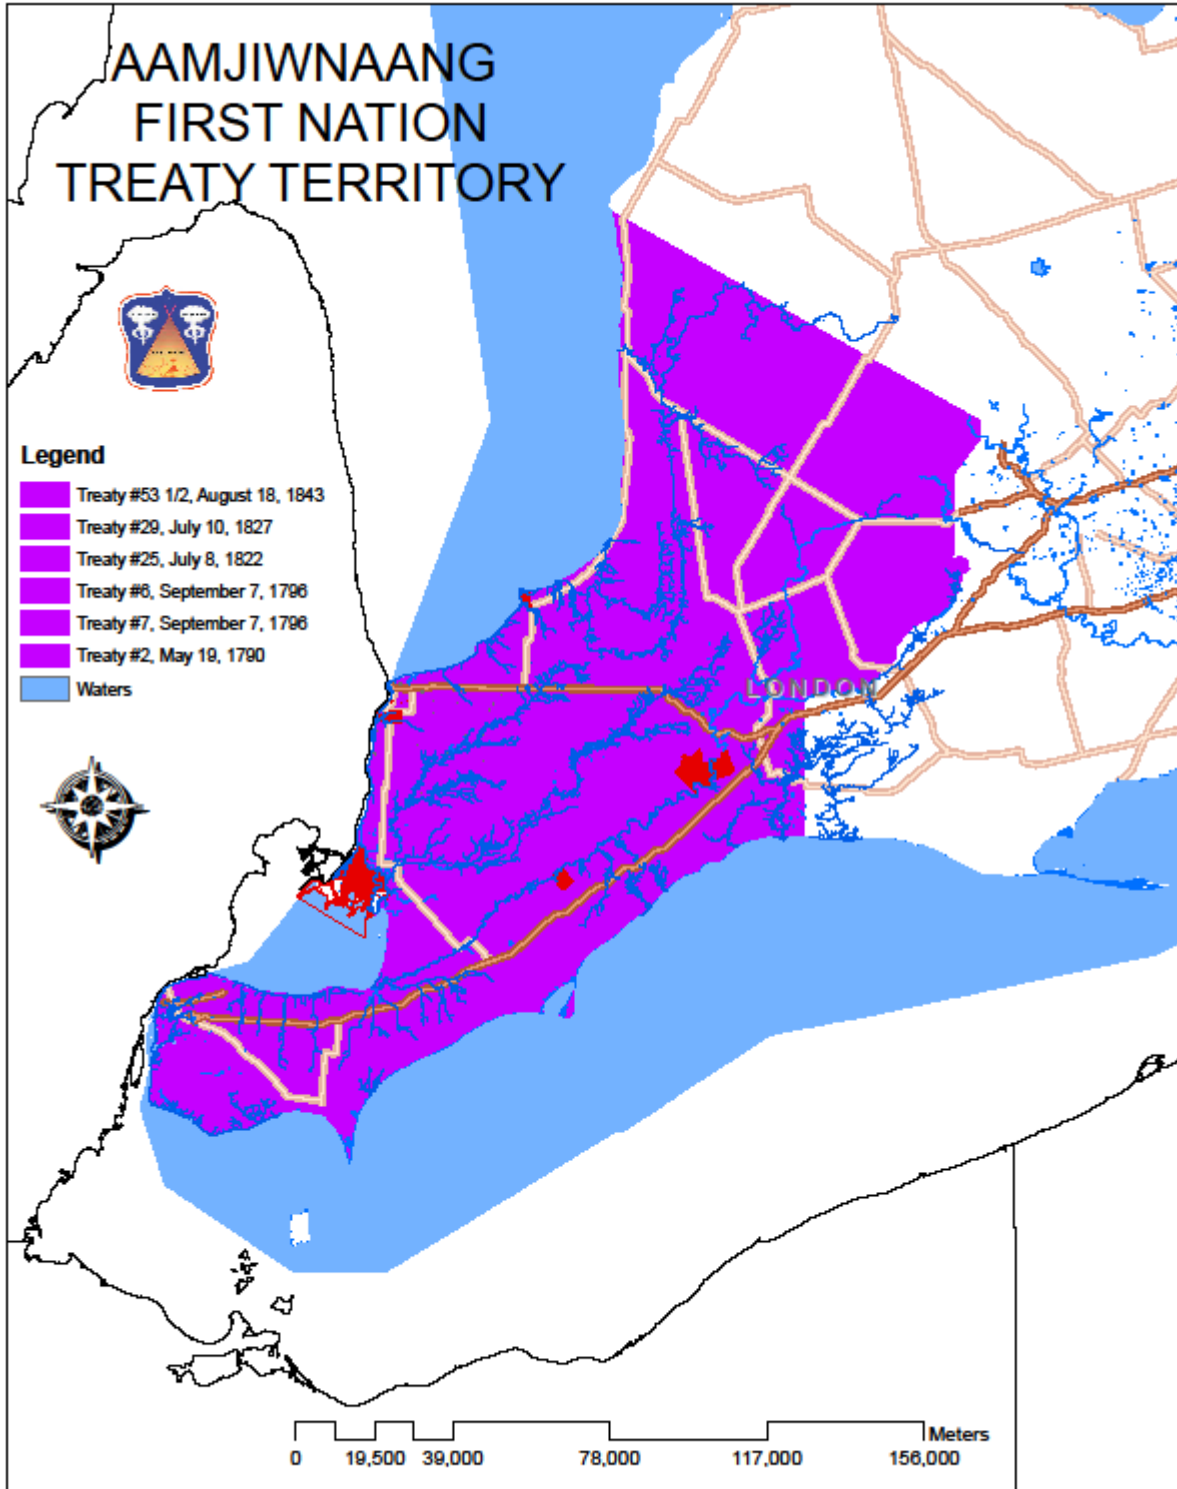 AAMJIWNAANG
FIRST NATION
TREATY TERRITORY
Legend
Treaty #53 1/2, August 18, 1843
Treaty #29, July 10, 1827
Treaty #25, July 8, 1822
Treaty #6, September 7, 1796
Treaty #7, September 7, 1796
Treaty #2, May 19, 1790
Waters
LONDON
Meters
0 19,500 39,000 78,000 117,000 156,000